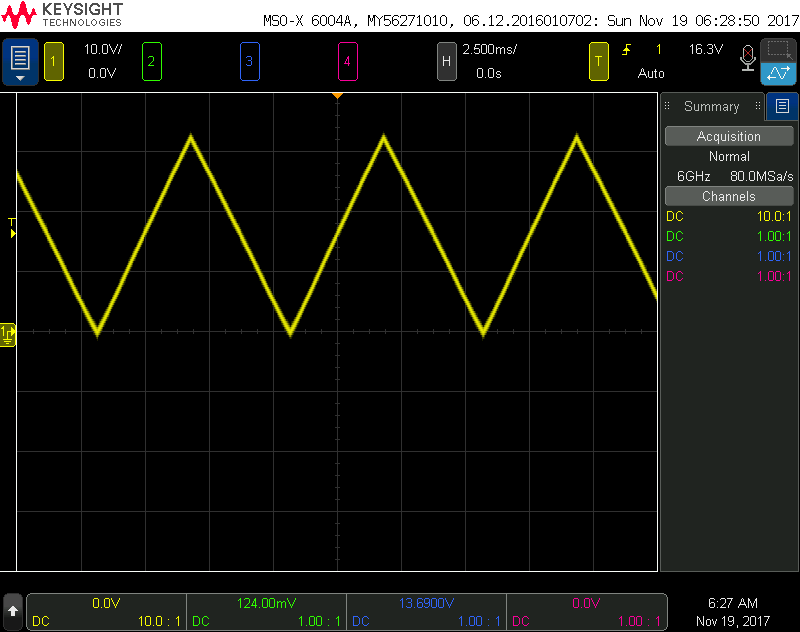 KEYSIGHT
TECHNOLOGIES
MSO-X 6004A, MY56271010, 06.12.2016010702: Sun Nov 19 06:28:50 2017
1 10.0V/ 2 3 4 H 2.500ms/ T 1 16.3V
0.0V 0.0s Auto
Summary
Acquisition
Normal
6GHz 80.0MSa/s
Channels
DC 10.0:1
DC 1.00:1
DC 1.00:1
DC 1.00:1
T
1
0.0V 124.00mV 13.6900V 0.0V
DC 10.0 : 1 DC 1.00 : 1 DC 1.00 : 1 DC 1.00 : 1
6:27 AM
Nov 19, 2017